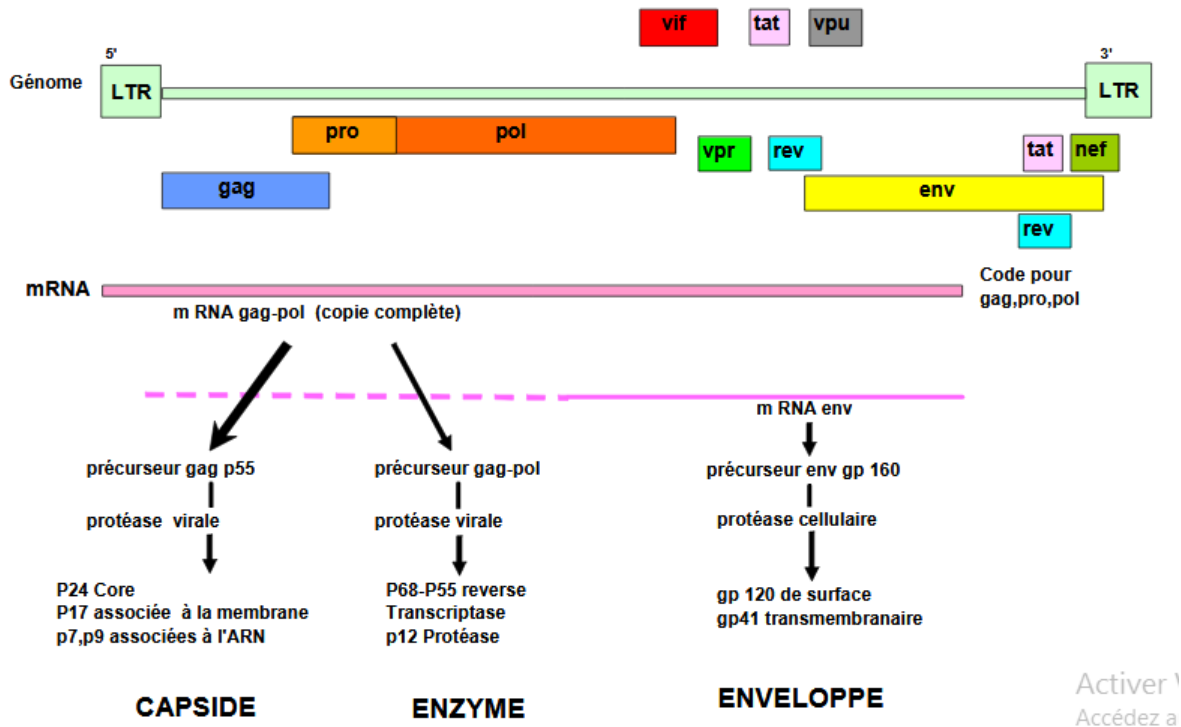 vif tat vpu
5' 3'
Génome LTR LTR
pro pol
vpr rev tat nef
gag env
rev
mRNA
Code pour
gag,pro,pol
m RNA gag-pol (copie complète)
m RNA env
précurseur gag p55
précurseur gag-pol
précurseur env gp 160
protéase virale
protéase virale
protéase cellulaire
P24 Core
P17 associée à la membrane
p7,p9 associées à l'ARN
P68-P55 reverse
Transcriptase
p12 Protéase
gp 120 de surface
gp41 transmembranaire
CAPSIDE
ENZYME
ENVELOPPE
Activer
Accédez a